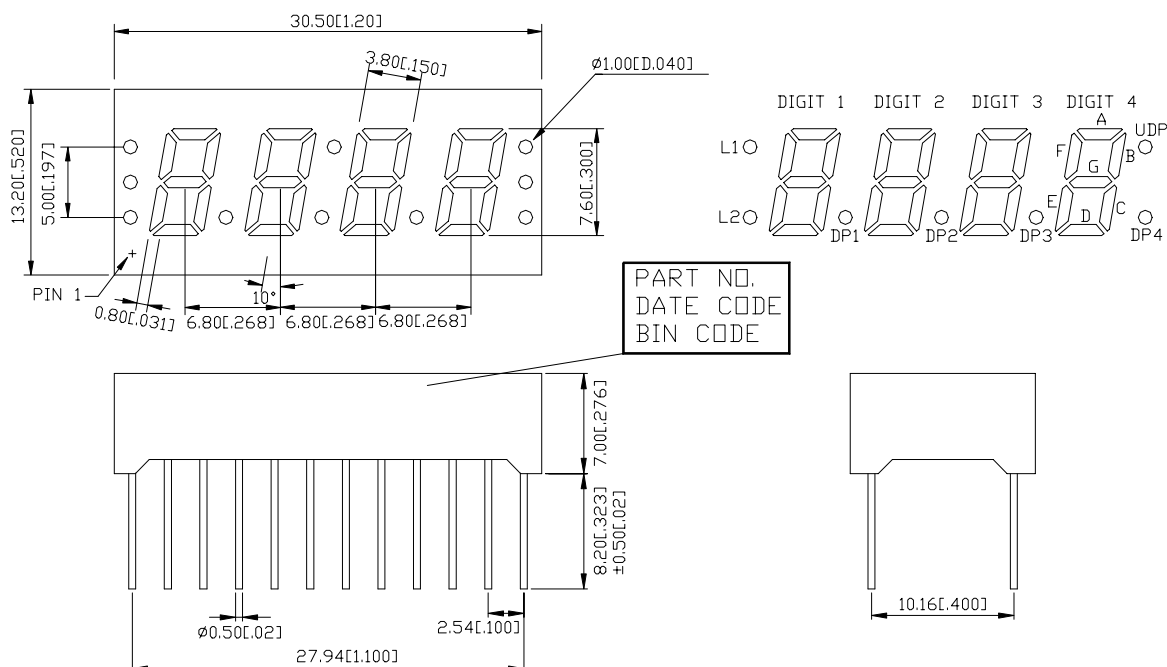 30.50[1.20]
3.80[.150]
ø1.00[D.040]
13.20[.520]
5.00[.197]
7.60[.300]
PIN 1
0.80[.031]
10°
6.80[.268]
6.80[.268]
6.80[.268]
DIGIT 1 DIGIT 2 DIGIT 3 DIGIT 4
A
UDP
L1
F
B
G
E
C
D
L2
DP1
DP2
DP3
DP4
PART NO.
DATE CODE
BIN CODE
7.00[.276]
8.20[.323]
±0.50[.02]
ø0.50[.02]
2.54[.100]
27.94[1.100]
10.16[.400]